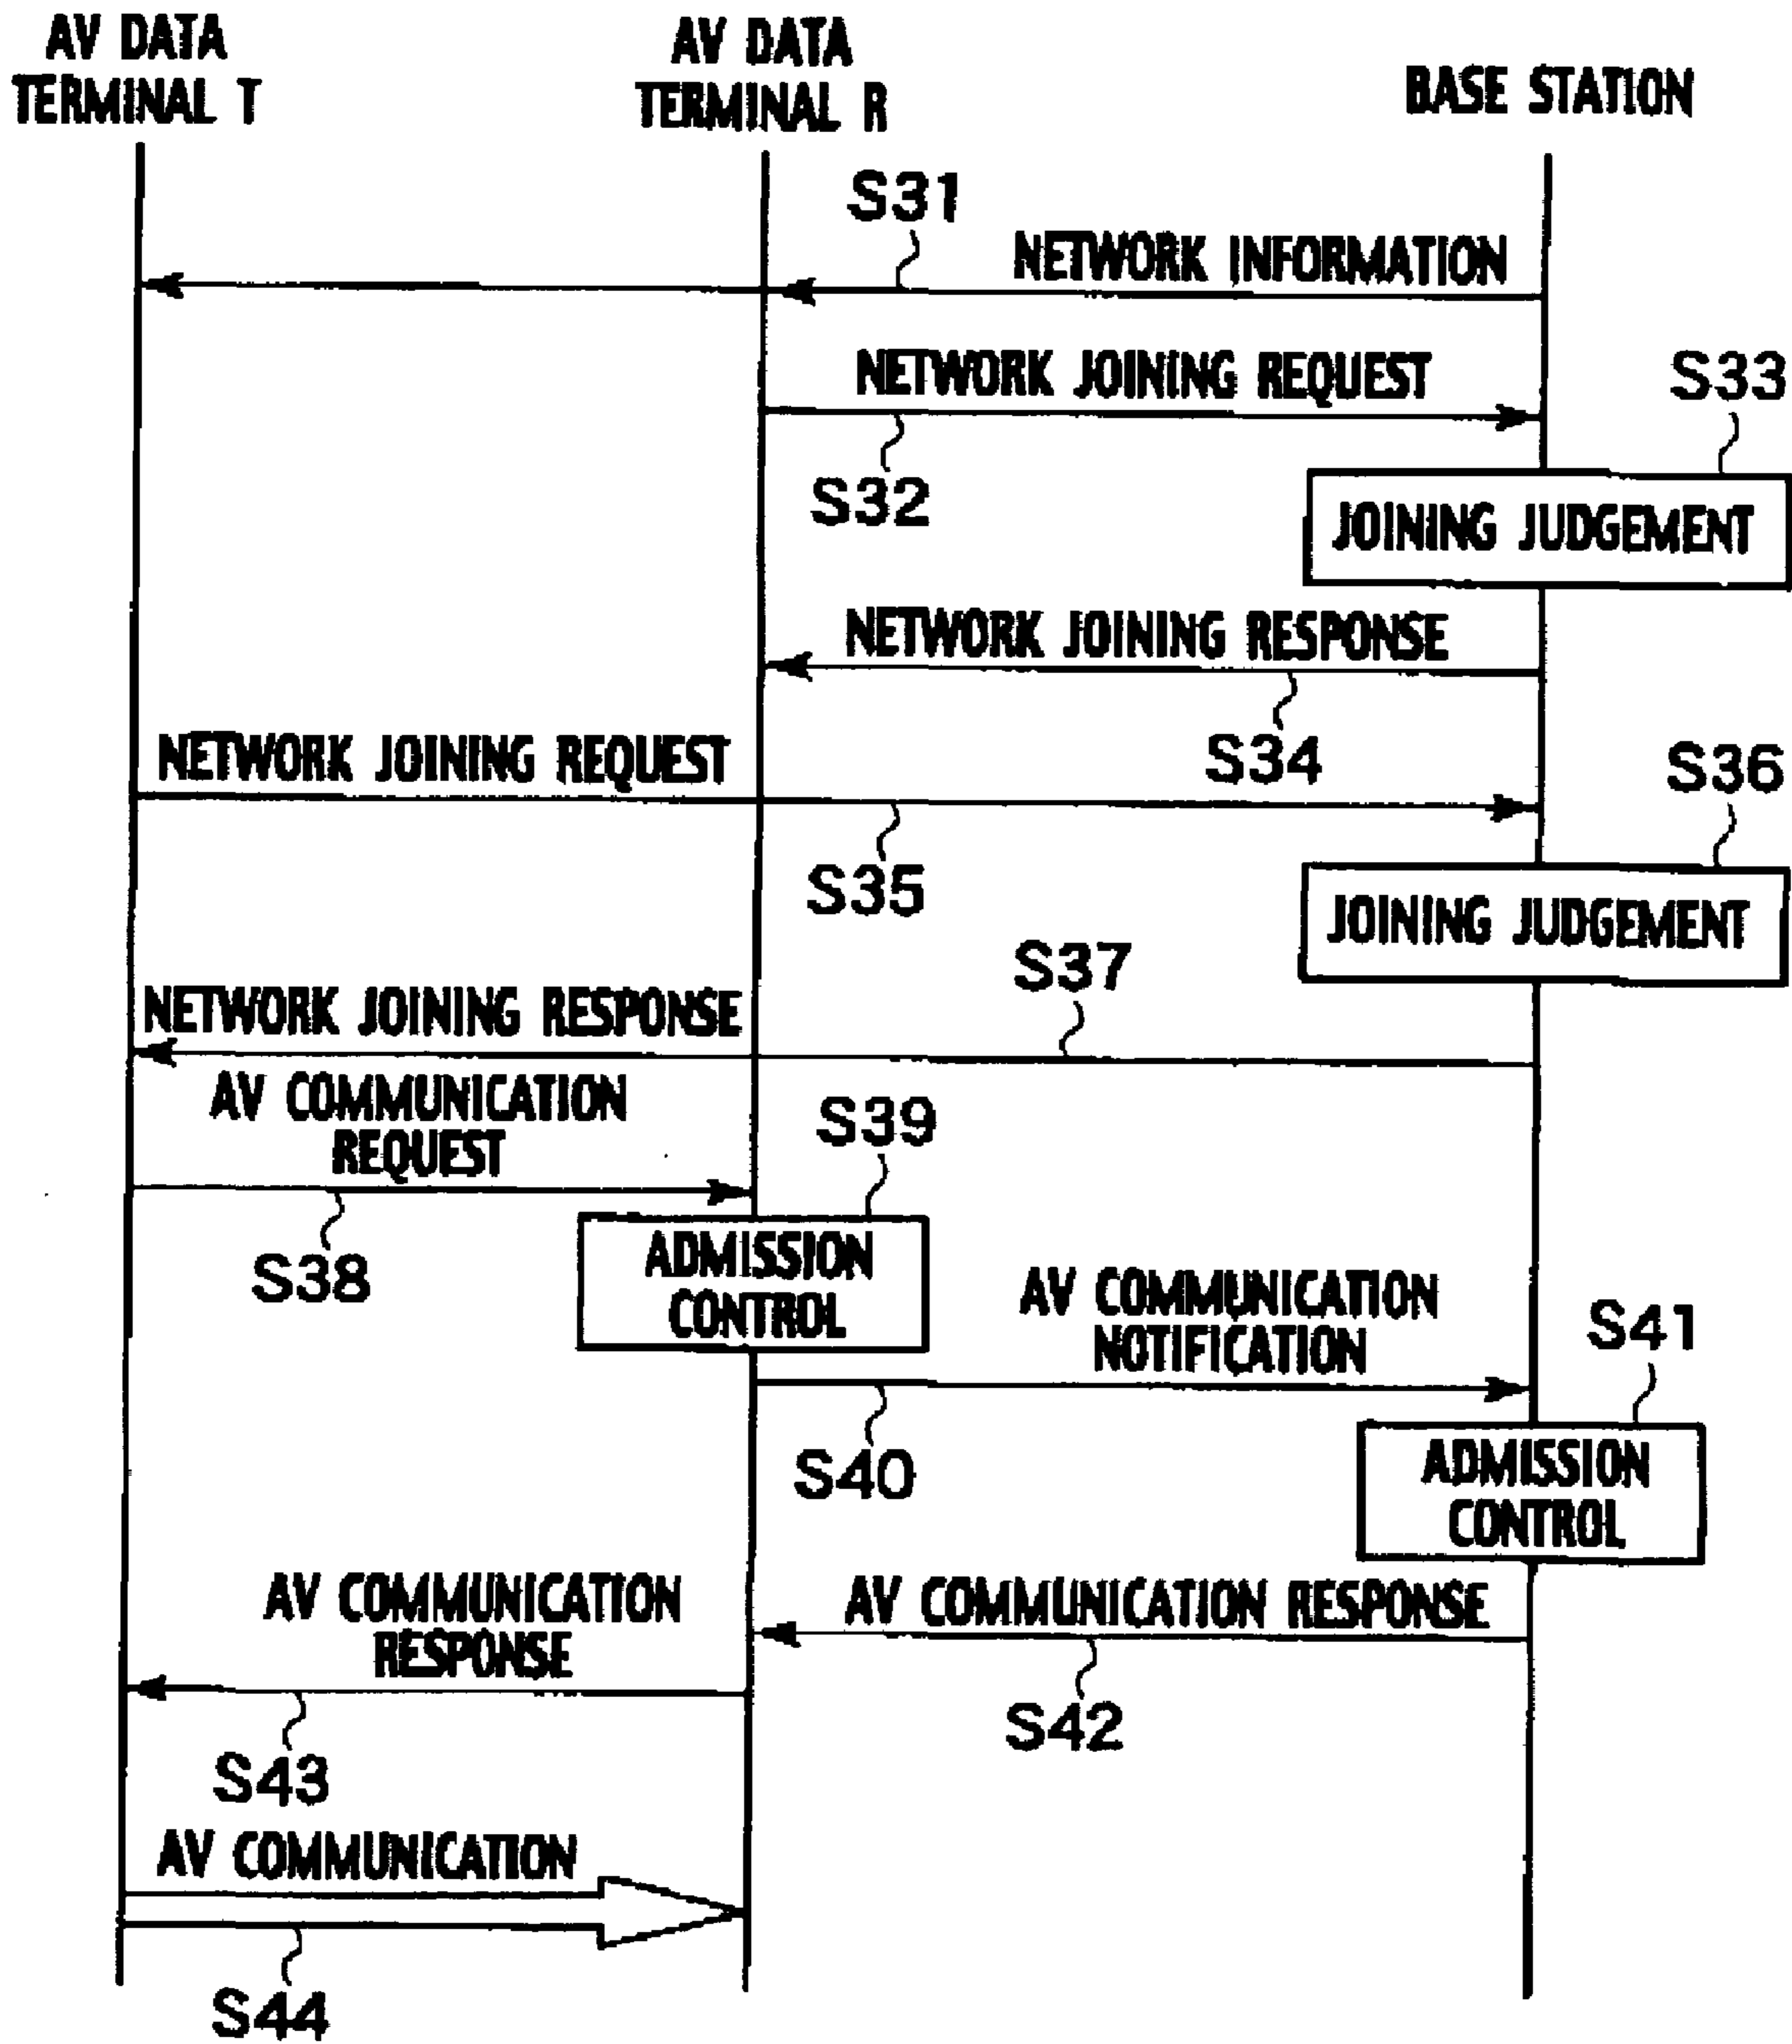 AV DATA
TERMINAL T
AV DATA
TERMINAL R
BASE STATION
S31
NETWORK INFORMATION
NETWORK JOINING REQUEST
S33
S32
JOINING JUDGEMENT
NETWORK JOINING RESPONSE
S34
NETWORK JOINING REQUEST
S36
S35
JOINING JUDGEMENT
S37
NETWORK JOINING RESPONSE
AV COMMUNICATION
REQUEST
S39
S38
ADMISSION
CONTROL
AV COMMUNICATION
NOTIFICATION
S41
S40
ADMISSION
CONTROL
AV COMMUNICATION
RESPONSE
AV COMMUNICATION RESPONSE
S42
S43
AV COMMUNICATION
S44